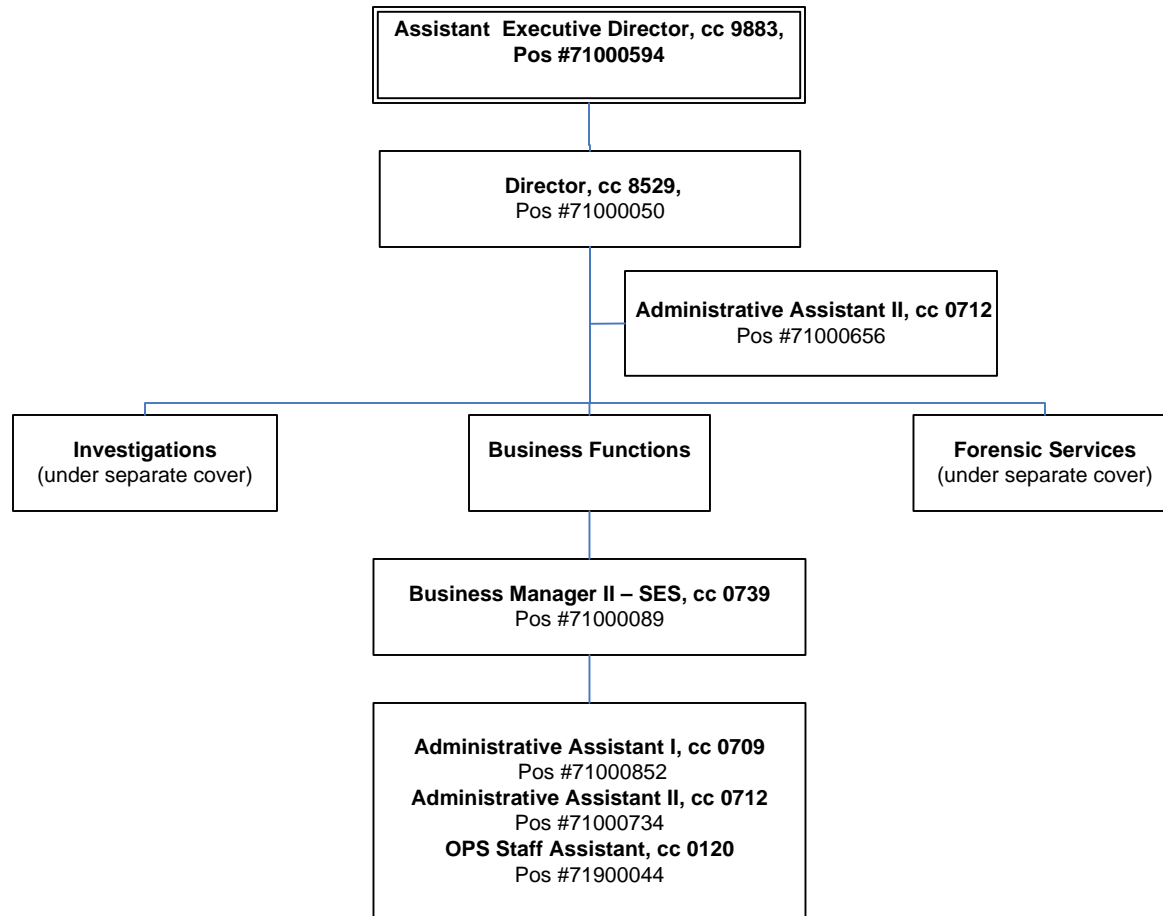 Assistant  Executive Director, cc 9883,
Pos #71000594
Director, cc 8529,
Pos #71000050
Administrative Assistant II, cc 0712
Pos #71000656
Investigations
(under separate cover)
Business Functions
Forensic Services
(under separate cover)
Business Manager II – SES, cc 0739
Pos #71000089
Administrative Assistant I, cc 0709
Pos #71000852
Administrative Assistant II, cc 0712
Pos #71000734
OPS Staff Assistant, cc 0120
Pos #71900044